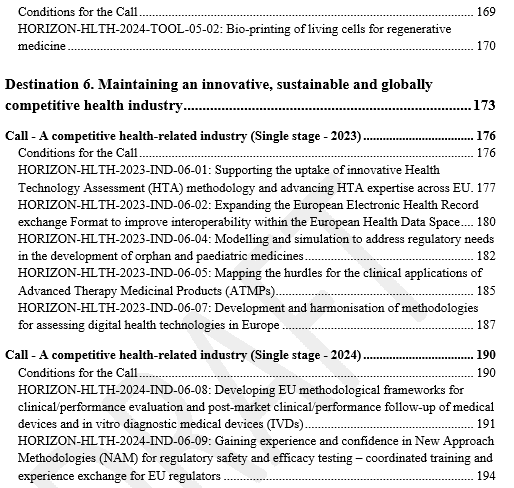 Conditions for the Call ........ 169
HORIZON-HLTH-2024-TOOL-05-02: Bio-printing of living cells for regenerative
medicine ........ 170
Destination 6. Maintaining an innovative, sustainable and globally
competitive health industry ........ 173
Call - A competitive health-related industry (Single stage - 2023) ........ 176
Conditions for the Call ........ 176
HORIZON-HLTH-2023-IND-06-01: Supporting the uptake of innovative Health
Technology Assessment (HTA) methodology and advancing HTA expertise across EU. 177
HORIZON-HLTH-2023-IND-06-02: Expanding the European Electronic Health Record
exchange Format to improve interoperability within the European Health Data Space.... 180
HORIZON-HLTH-2023-IND-06-04: Modelling and simulation to address regulatory needs
in the development of orphan and paediatric medicines ........ 182
HORIZON-HLTH-2023-IND-06-05: Mapping the hurdles for the clinical applications of
Advanced Therapy Medicinal Products (ATMPs) ........ 185
HORIZON-HLTH-2023-IND-06-07: Development and harmonisation of methodologies
for assessing digital health technologies in Europe ........ 187
Call - A competitive health-related industry (Single stage - 2024) ........ 190
Conditions for the Call ........ 190
HORIZON-HLTH-2024-IND-06-08: Developing EU methodological frameworks for
clinical/performance evaluation and post-market clinical/performance follow-up of medical
devices and in vitro diagnostic medical devices (IVDs) ........ 191
HORIZON-HLTH-2024-IND-06-09: Gaining experience and confidence in New Approach
Methodologies (NAM) for regulatory safety and efficacy testing – coordinated training and
experience exchange for EU regulators ........ 194
DRAFT